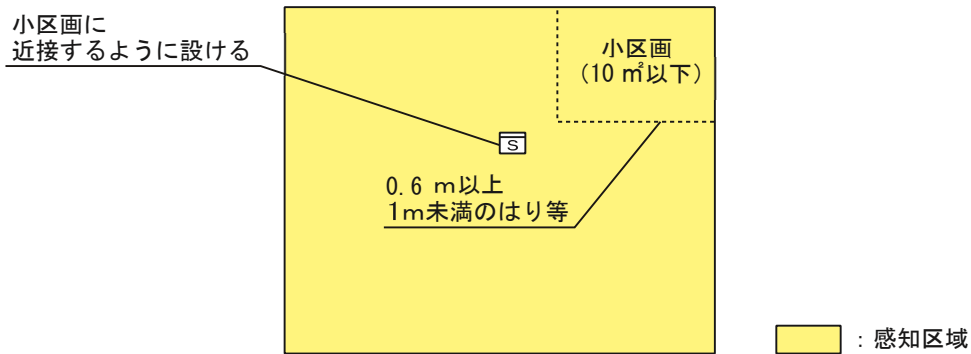 小区画に
近接するように設ける
小区画
(10 ㎡以下)
S
0.6 m以上
1m未満のはり等
：感知区域